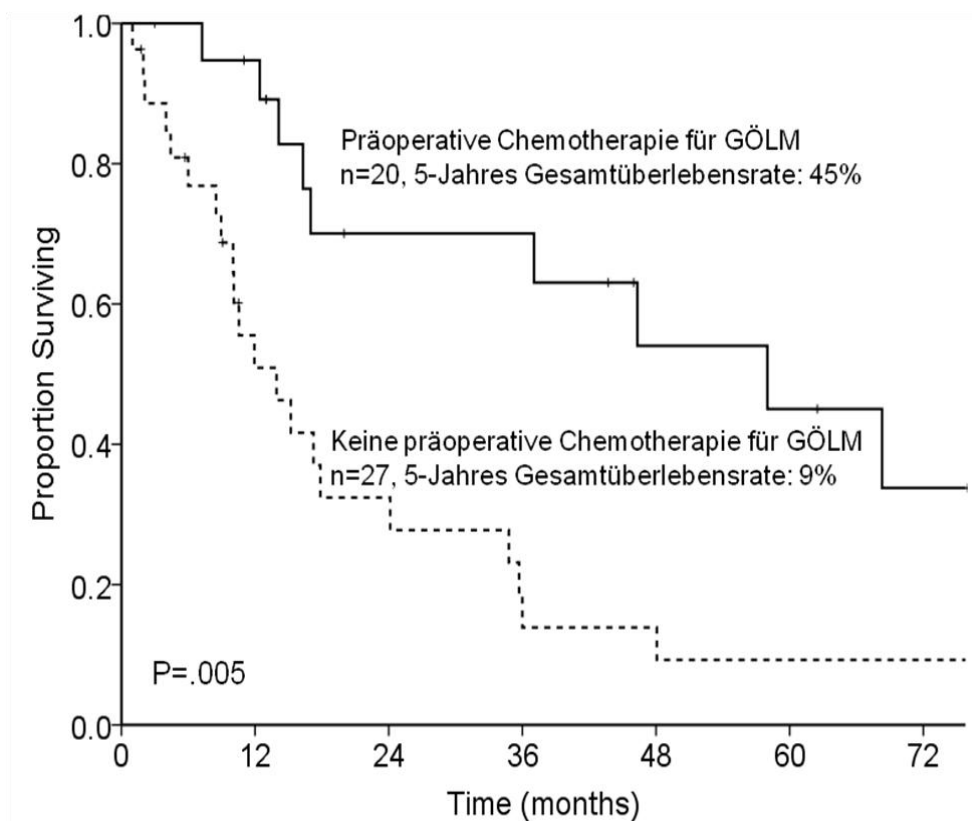 1.0
0.8
0.6
0.4
0.2
0.0
Proportion Surviving
Präoperative Chemotherapie für GÖLM
n=20, 5-Jahres Gesamtüberlebensrate: 45%
Keine präoperative Chemotherapie für GÖLM
n=27, 5-Jahres Gesamtüberlebensrate: 9%
P=.005
0 12 24 36 48 60 72
Time (months)